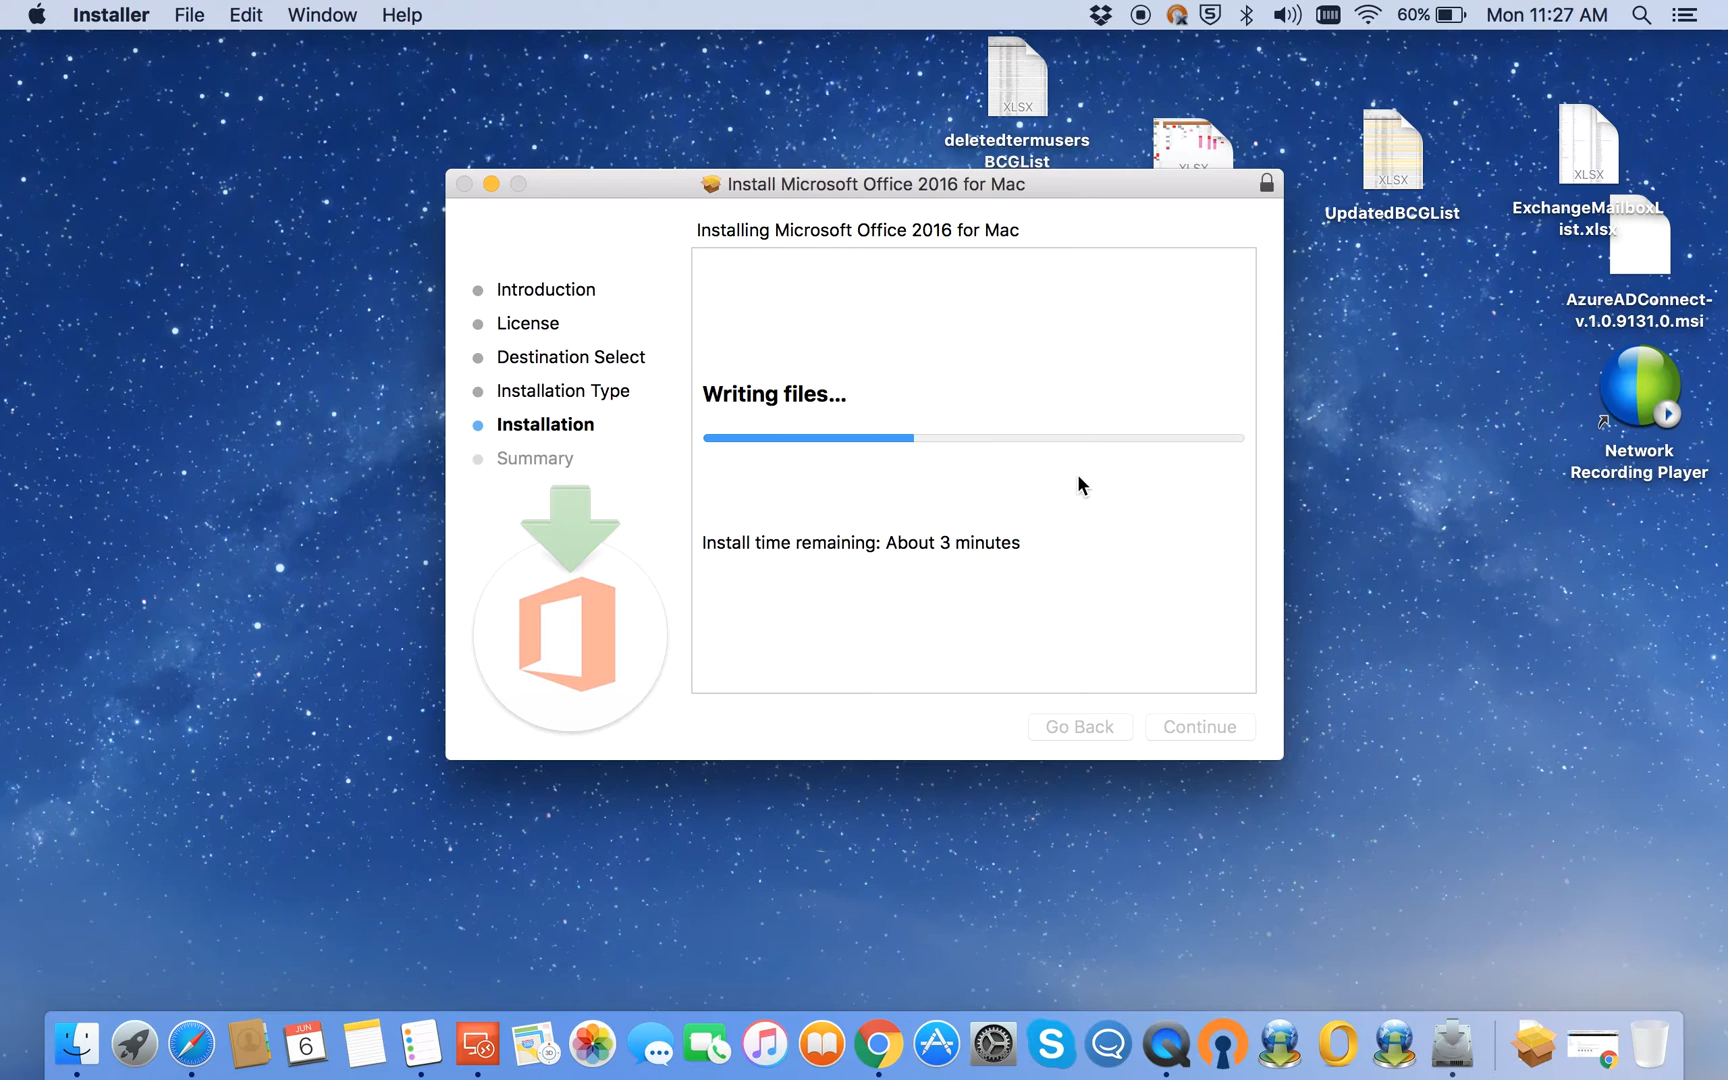 Installer File Edit Window Help 60% Mon 11:27 AM
XLSX
deletedtermusers
BCGList
XLSX
XLSX
UpdatedBCGList
XLSX
ExchangeMailboxL
ist.xlsx
AzureADConnect-
v.1.0.9131.0.msi
Network
Recording Player
Install Microsoft Office 2016 for Mac
Installing Microsoft Office 2016 for Mac
Introduction
License
Destination Select
Installation Type
Installation
Summary
Writing files...
Install time remaining: About 3 minutes
Go Back Continue
JUN
6
3D